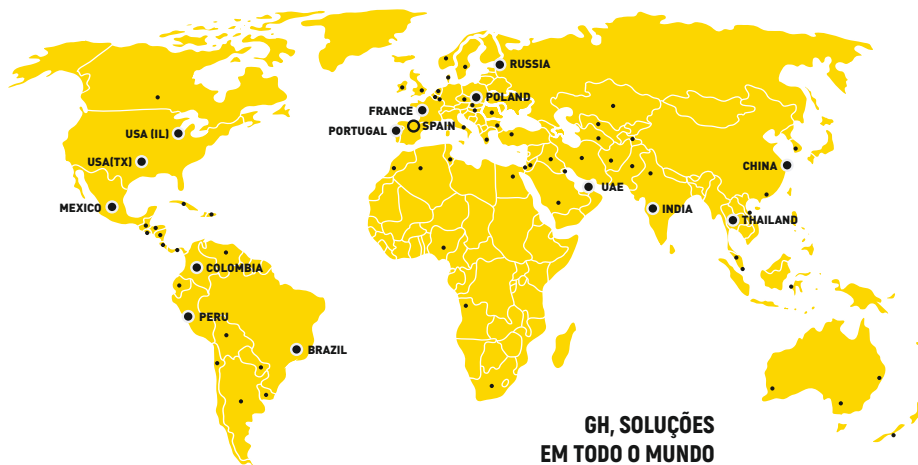 RUSSIA
POLAND
FRANCE
SPAIN
PORTUGAL
USA (IL)
USA(TX)
MEXICO
CHINA
UAE
INDIA
THAILAND
COLOMBIA
PERU
BRAZIL
GH, SOLUÇÕES
EM TODO O MUNDO